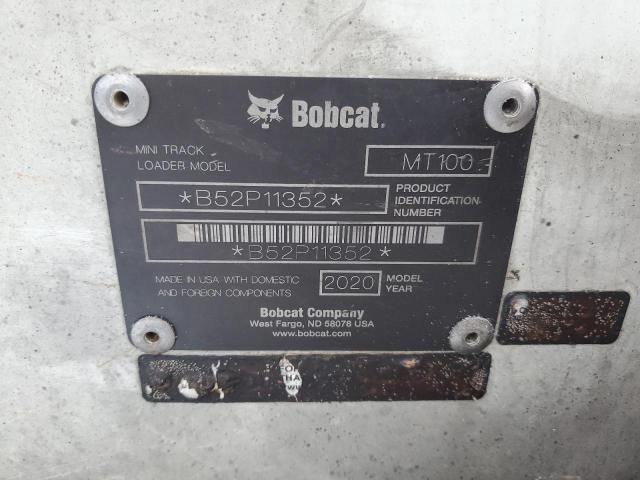 Bobcat.
MINI TRACK
LOADER MODEL
MT100
*B52P11352*
PRODUCT
IDENTIFICATION
NUMBER
*B52P11352*
MADE IN USA WITH DOMESTIC
AND FOREIGN COMPONENTS
2020
MODEL
YEAR
Bobcat Company
West Fargo, ND 58078 USA
www.bobcat.com